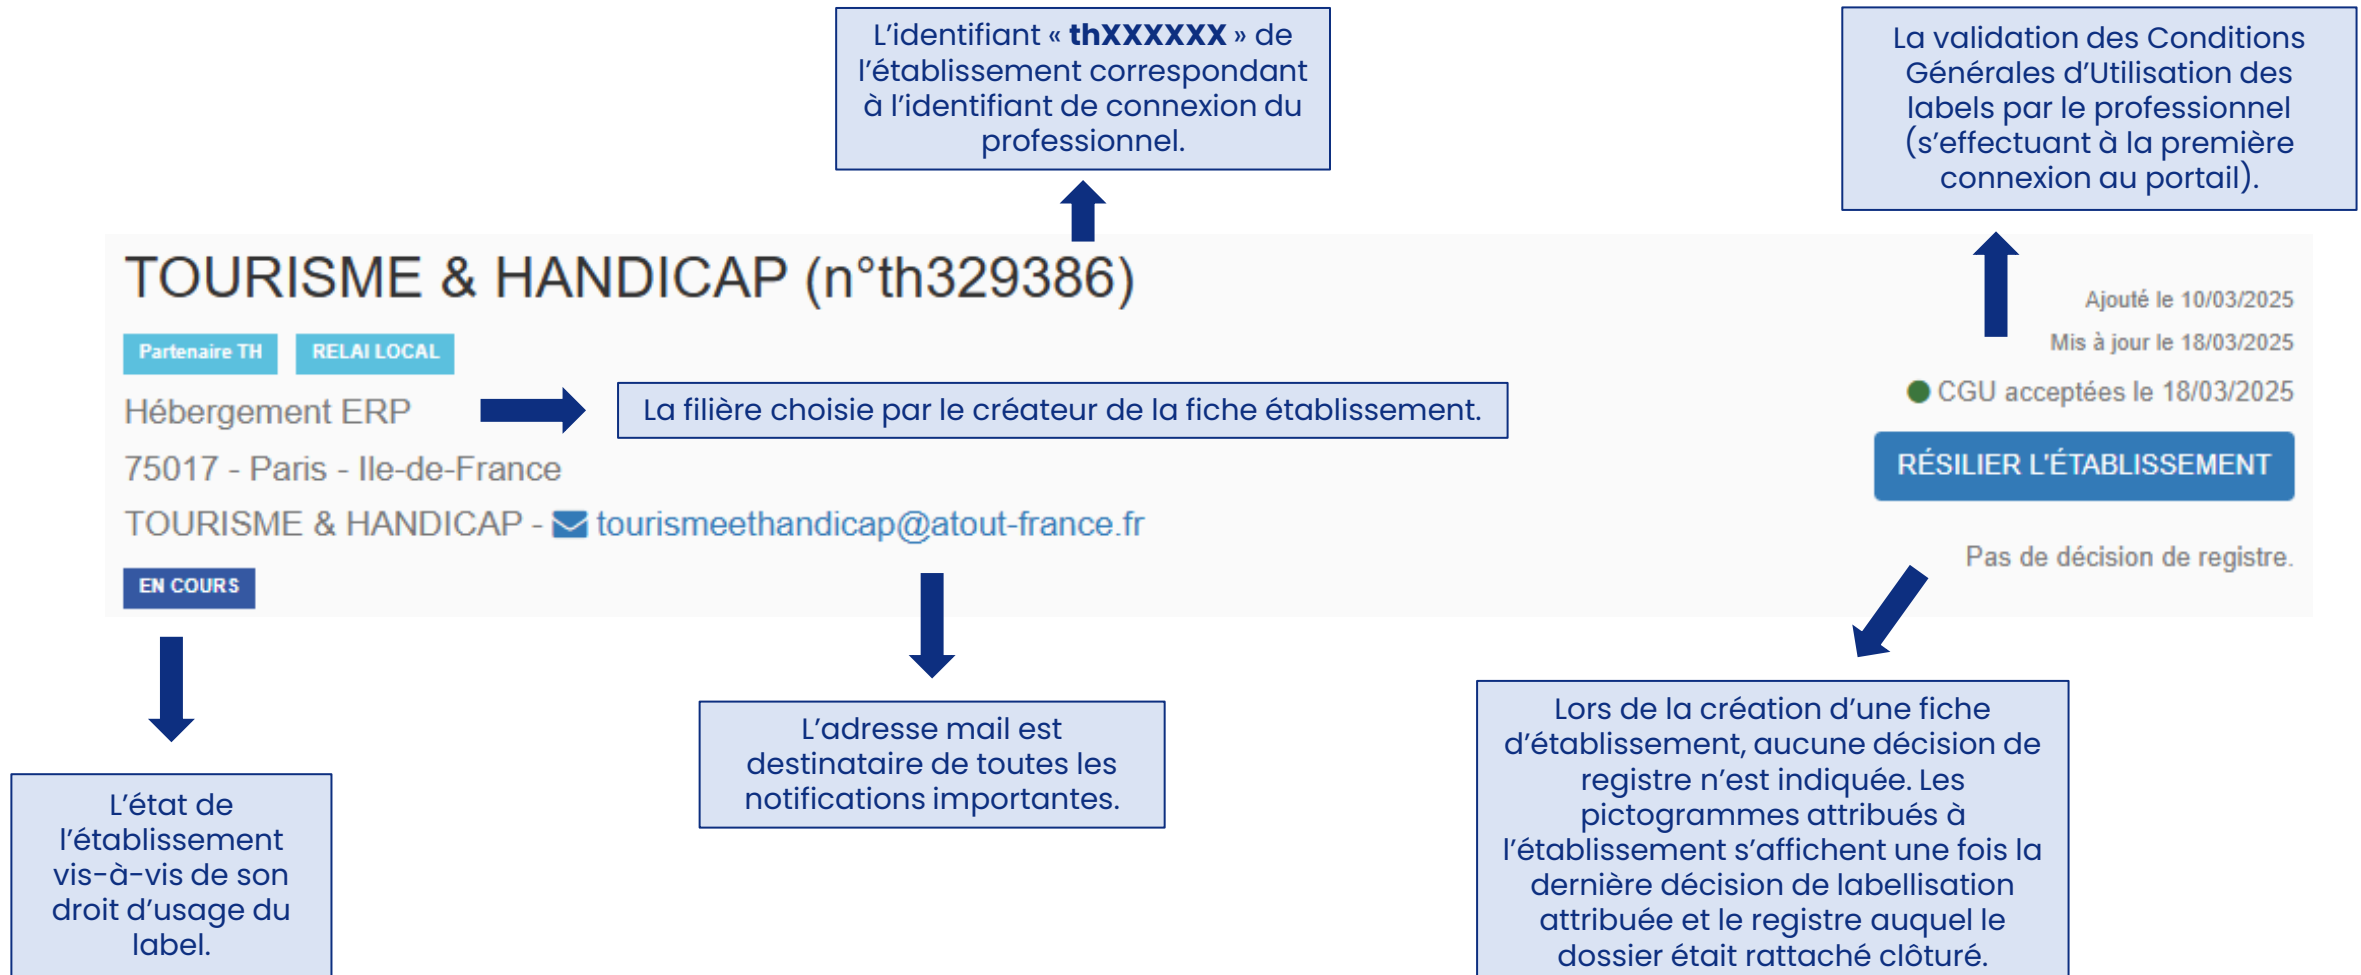 L'identifiant « thXXXXXX » de
l'établissement correspondant
à l'identifiant de connexion du
professionnel.
La validation des Conditions
Générales d'Utilisation des
labels par le professionnel
(s'effectuant à la première
connexion au portail).
TOURISME & HANDICAP (n°th329386)
Ajouté le 10/03/2025
Mis à jour le 18/03/2025
Partenaire TH
RELAI LOCAL
CGU acceptées le 18/03/2025
Hébergement ERP
La filière choisie par le créateur de la fiche établissement.
75017 - Paris - Ile-de-France
RÉSILIER L'ÉTABLISSEMENT
TOURISME & HANDICAP - tourismeethandicap@atout-france.fr
Pas de décision de registre.
EN COURS
L'état de
l'établissement
vis-à-vis de son
droit d'usage du
label.
L'adresse mail est
destinataire de toutes les
notifications importantes.
Lors de la création d'une fiche
d'établissement, aucune décision de
registre n'est indiquée. Les
pictogrammes attribués à
l'établissement s'affichent une fois la
dernière décision de labellisation
attribuée et le registre auquel le
dossier était rattaché clôturé.